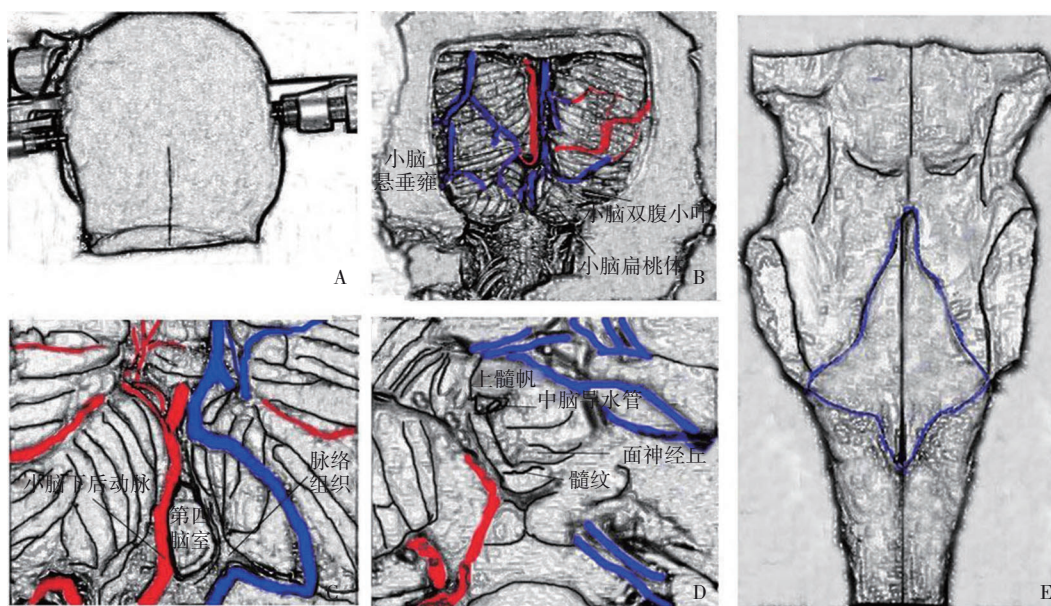 A
小脑
悬垂雍
小脑双腹小叶
小脑扁桃体
B
小脑下后动脉
脉络
组织
第四
脑室
C
上髓帆
中脑导水管
面神经丘
髓纹
D
E